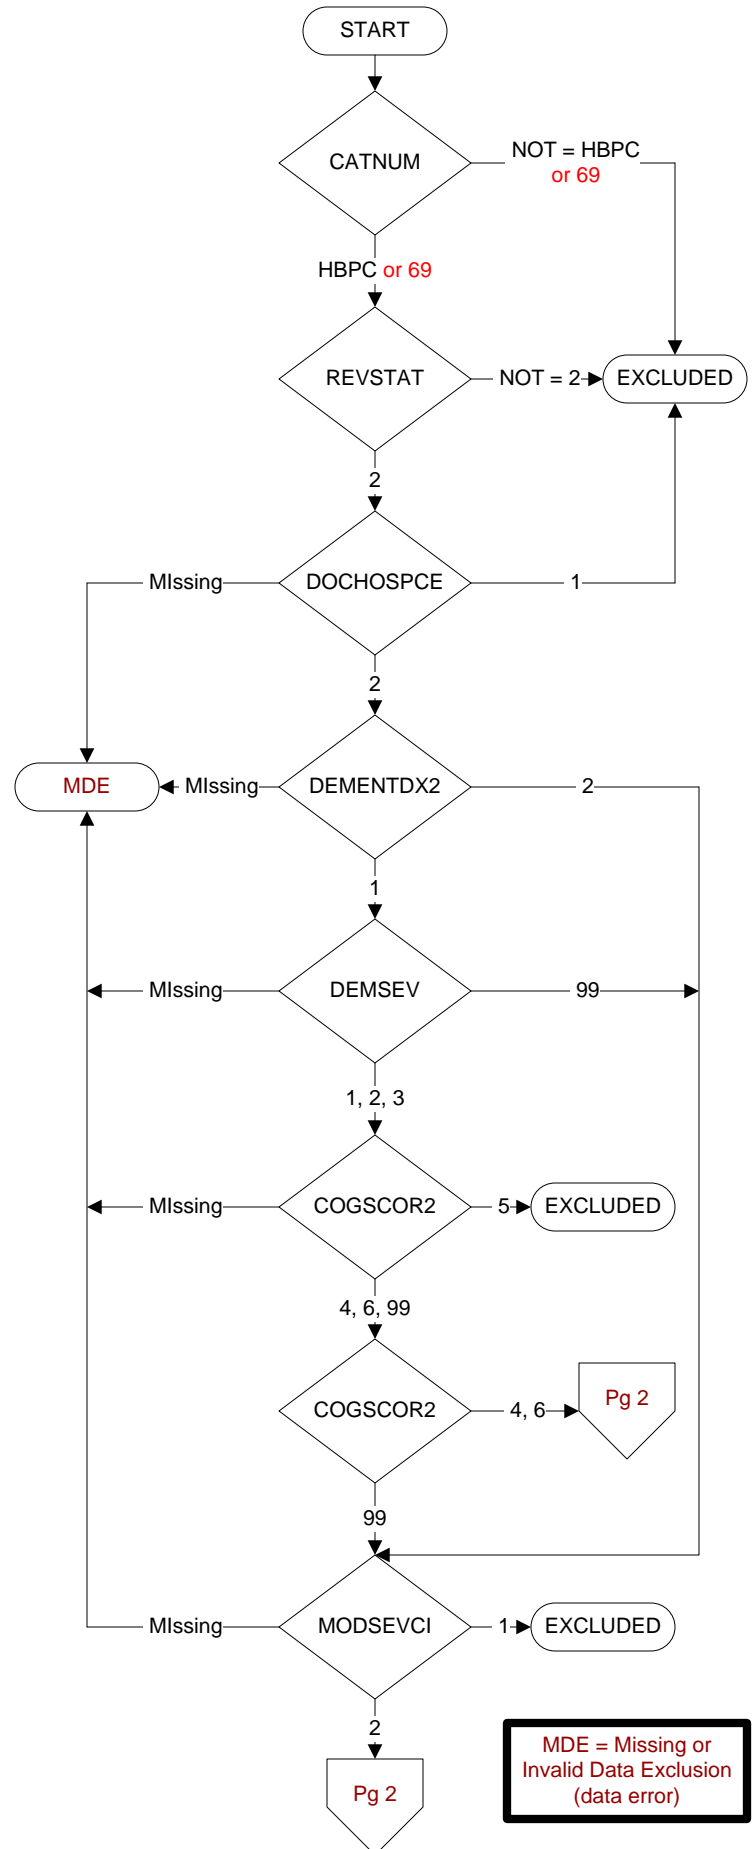 START
CATNUM
NOT = HBPC
or 69
HBPC or 69
REVSTAT
NOT = 2
EXCLUDED
2
MIssing
DOCHOSPCE
1
2
MDE
MIssing
DEMENTDX2
2
1
MIssing
DEMSEV
99
1, 2, 3
MIssing
COGSCOR2
5
EXCLUDED
4, 6, 99
COGSCOR2
4, 6
Pg 2
99
MIssing
MODSEVCI
1
EXCLUDED
2
Pg 2
MDE = Missing or
Invalid Data Exclusion
(data error)